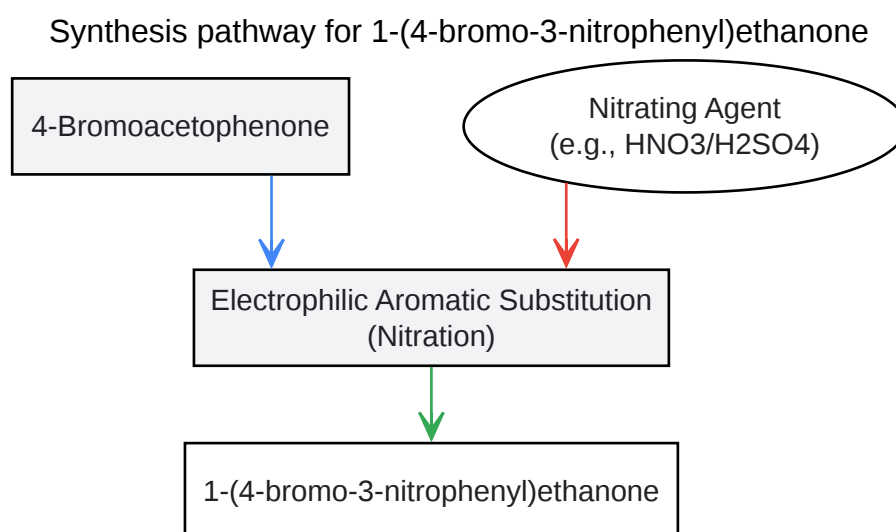 Synthesis pathway for 1-(4-bromo-3-nitrophenyl)ethanone
4-Bromoacetophenone
Nitrating Agent
(e.g., HNO3/H2SO4)
Electrophilic Aromatic Substitution
(Nitration)
1-(4-bromo-3-nitrophenyl)ethanone